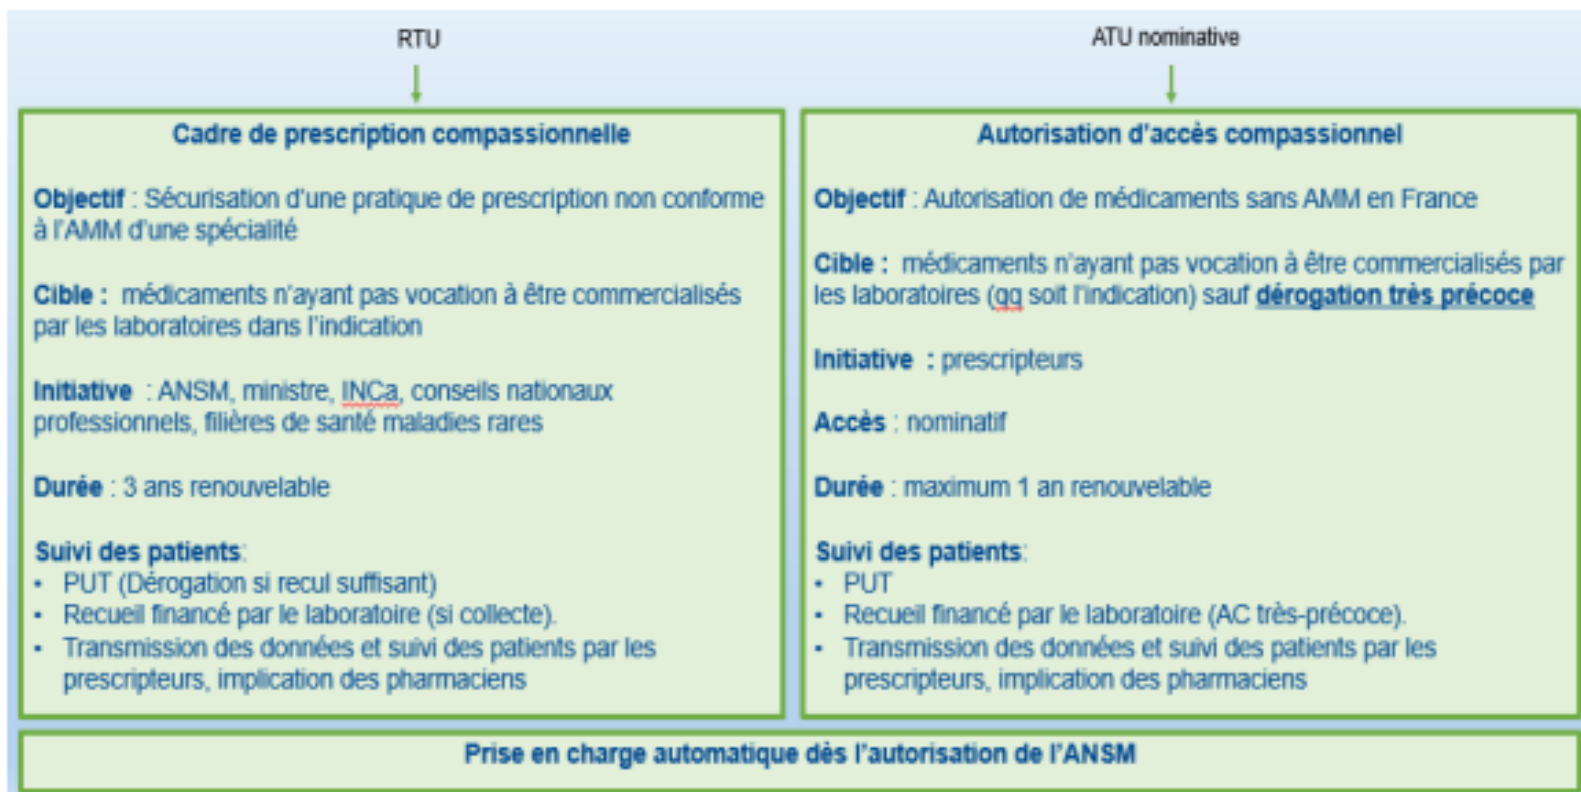 RTU
ATU nominative
Cadre de prescription compassionnelle
Objectif : Sécurisation d'une pratique de prescription non conforme
à l'AMM d'une spécialité
Cible : médicaments n'ayant pas vocation à être commercialisés
par les laboratoires dans l'indication
Initiative : ANSM, ministre, INCa, conseils nationaux
professionnels, filières de santé maladies rares
Durée : 3 ans renouvelable
Suivi des patients:
• PUT (Dérogation si recul suffisant)
• Recueil financé par le laboratoire (si collecte).
• Transmission des données et suivi des patients par les
prescripteurs, implication des pharmaciens
Autorisation d'accès compassionnel
Objectif : Autorisation de médicaments sans AMM en France
Cible : médicaments n'ayant pas vocation à être commercialisés par
les laboratoires (qq soit l'indication) sauf dérogation très précoce
Initiative : prescripteurs
Accès : nominatif
Durée : maximum 1 an renouvelable
Suivi des patients:
• PUT
• Recueil financé par le laboratoire (AC très-précoce).
• Transmission des données et suivi des patients par les
prescripteurs, implication des pharmaciens
Prise en charge automatique dès l'autorisation de l'ANSM